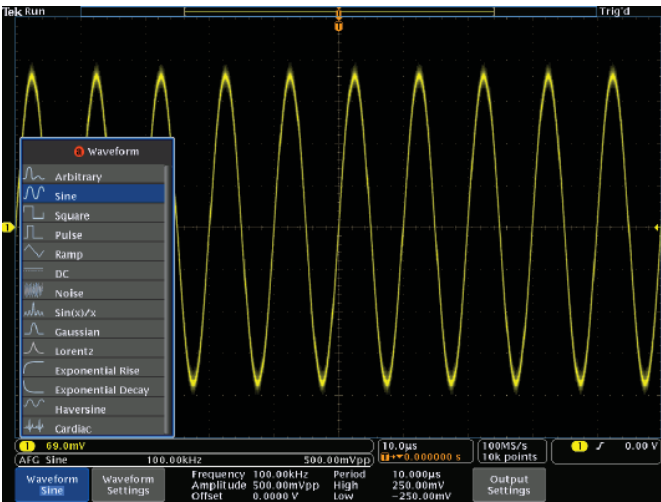 Tek Run Trig'd
T
T
a Waveform
Arbitrary
Sine
Square
Pulse
Ramp
DC
Noise
Sin(x)/x
Gaussian
Lorentz
Exponential Rise
Exponential Decay
Haversine
Cardiac
1
1 69.0mV
AFG Sine 100.00kHz 500.00mVpp
10.0µs
T→▼0.000000 s
100MS/s
10k points
1 ∫ 0.00 V
Waveform
Sine
Waveform
Settings
Frequency 100.00kHz
Amplitude 500.00mVpp
Offset 0.0000 V
Period 10.000µs
High 250.00mV
Low -250.00mV
Output
Settings